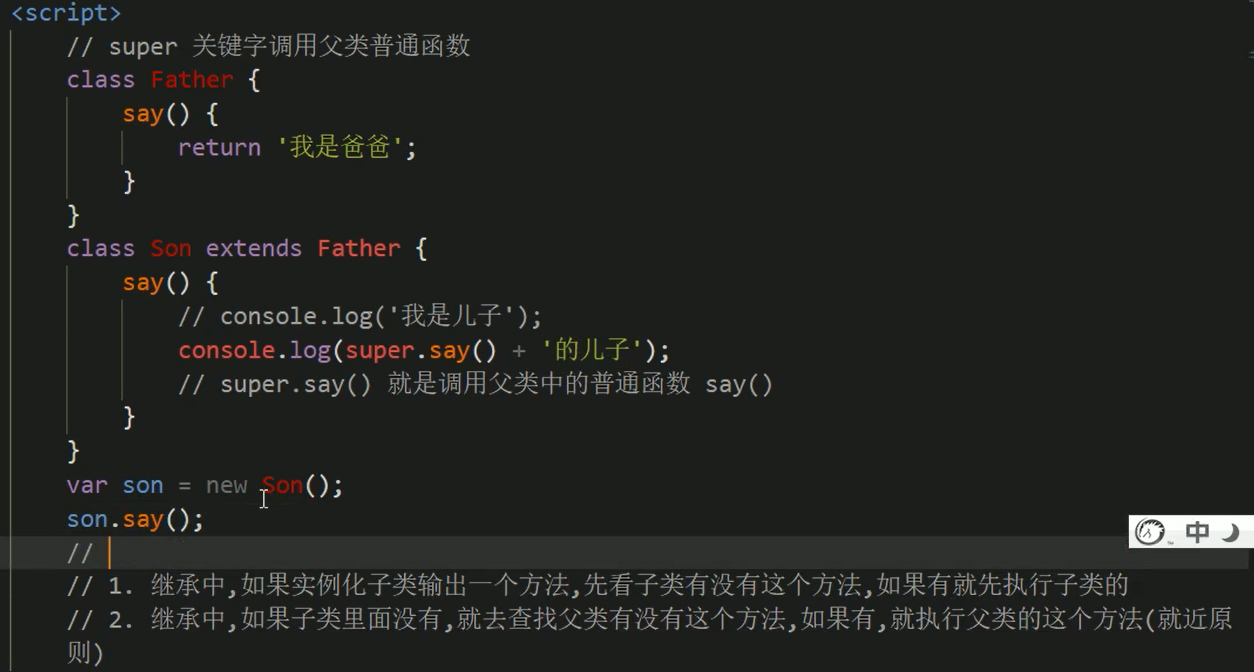 <script>
// super 关键字调用父类普通函数
class Father {
say() {
return '我是爸爸';
}
}
class Son extends Father {
say() {
// console.log('我是儿子');
console.log(super.say() + '的儿子');
// super.say() 就是调用父类中的普通函数 say()
}
}
var son = new Son();
son.say();
//
中
// 1. 继承中,如果实例化子类输出一个方法,先看子类有没有这个方法,如果有就先执行子类的
// 2. 继承中,如果子类里面没有,就去查找父类有没有这个方法,如果有,就执行父类的这个方法(就近原
则)